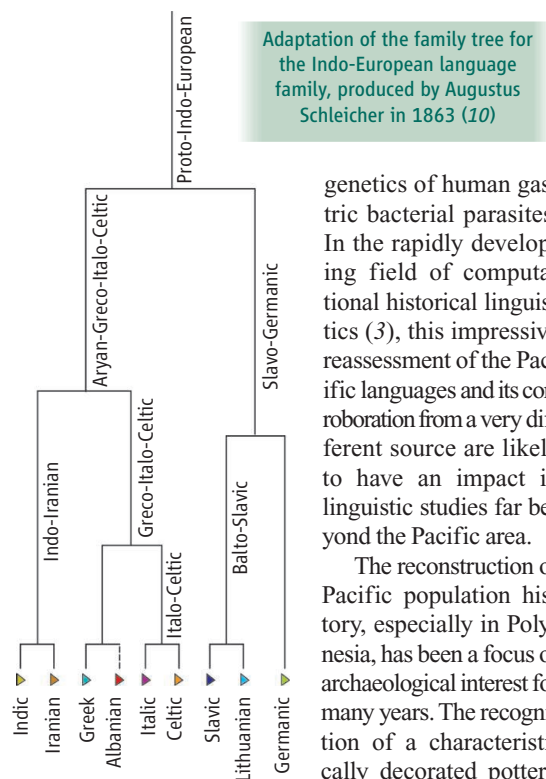 Adaptation of the family tree for
the Indo-European language
family, produced by Augustus
Schleicher in 1863 (10)
Proto-Indo-European
Aryan-Greco-Italo-Celtic
Slavo-Germanic
Indo-Iranian
Greco-Italo-Celtic
Italo-Celtic
Balto-Slavic
Indic
Iranian
Greek
Albanian
Italic
Celtic
Slavic
Lithuanian
Germanic
genetics of human gas
tric bacterial parasites
In the rapidly develop
ing field of computa
tional historical linguis
tics (3), this impressiv
reassessment of the Pac
ific languages and its cor
roboration from a very dif
ferent source are likel
to have an impact i
linguistic studies far be
yond the Pacific area.
The reconstruction o
Pacific population his
tory, especially in Poly
nesia, has been a focus o
archaeological interest fo
many years. The recogni
tion of a characteristi
cally decorated potter